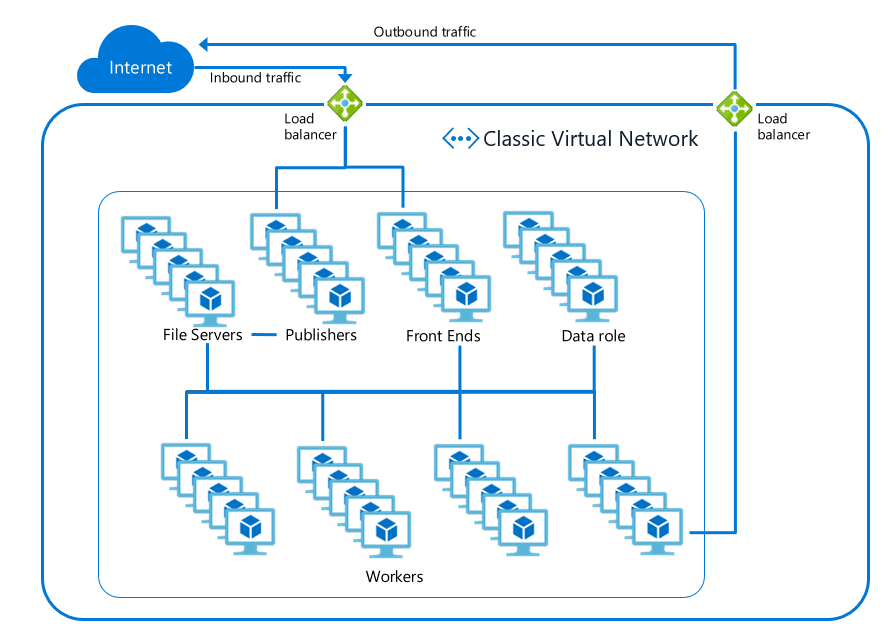 Outbound traffic
Internet
Inbound traffic
Load
balancer
Load
balancer
Classic Virtual Network
File Servers
Publishers
Front Ends
Data role
Workers